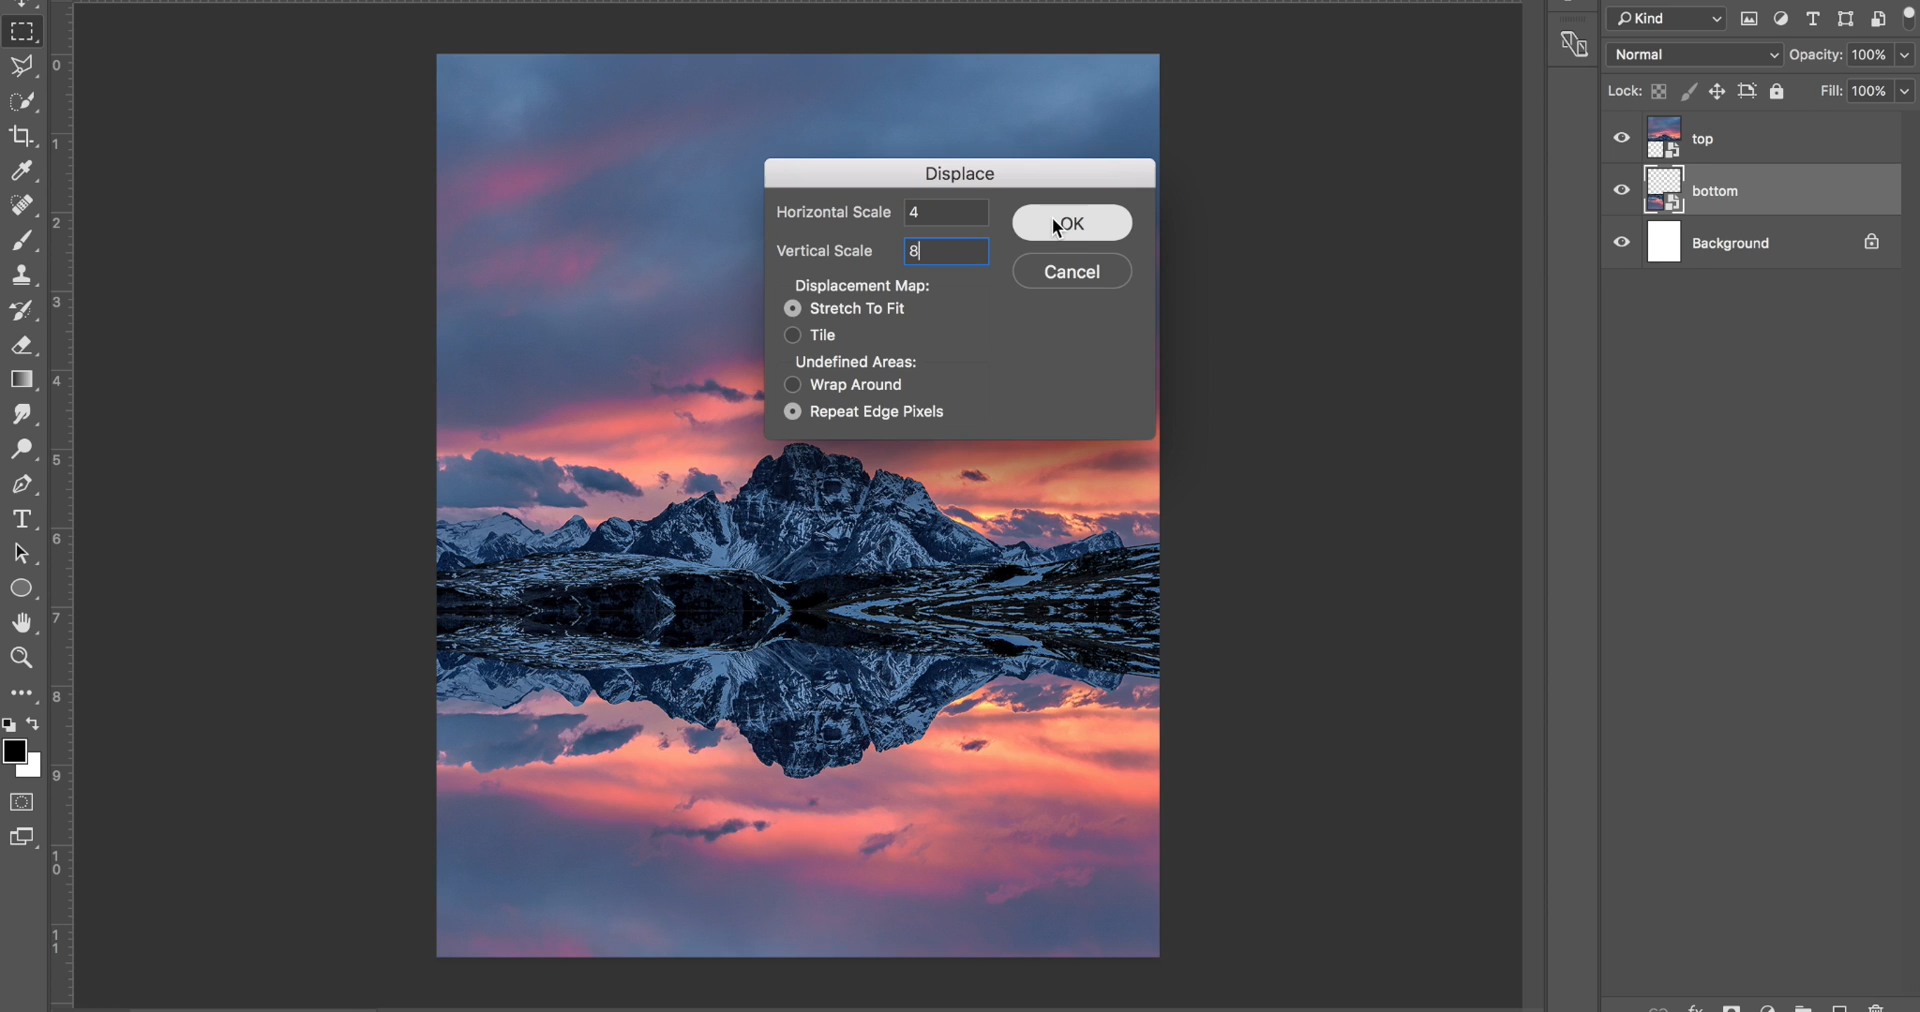 Kind
Normal Opacity: 100%
Lock: Fill: 100%
top
bottom
Background
Displace
Horizontal Scale 4
OK
Vertical Scale 8
Cancel
Displacement Map:
Stretch To Fit
Tile
Undefined Areas:
Wrap Around
Repeat Edge Pixels
0
1
2
3
4
5
6
7
8
9
1
0
1
1